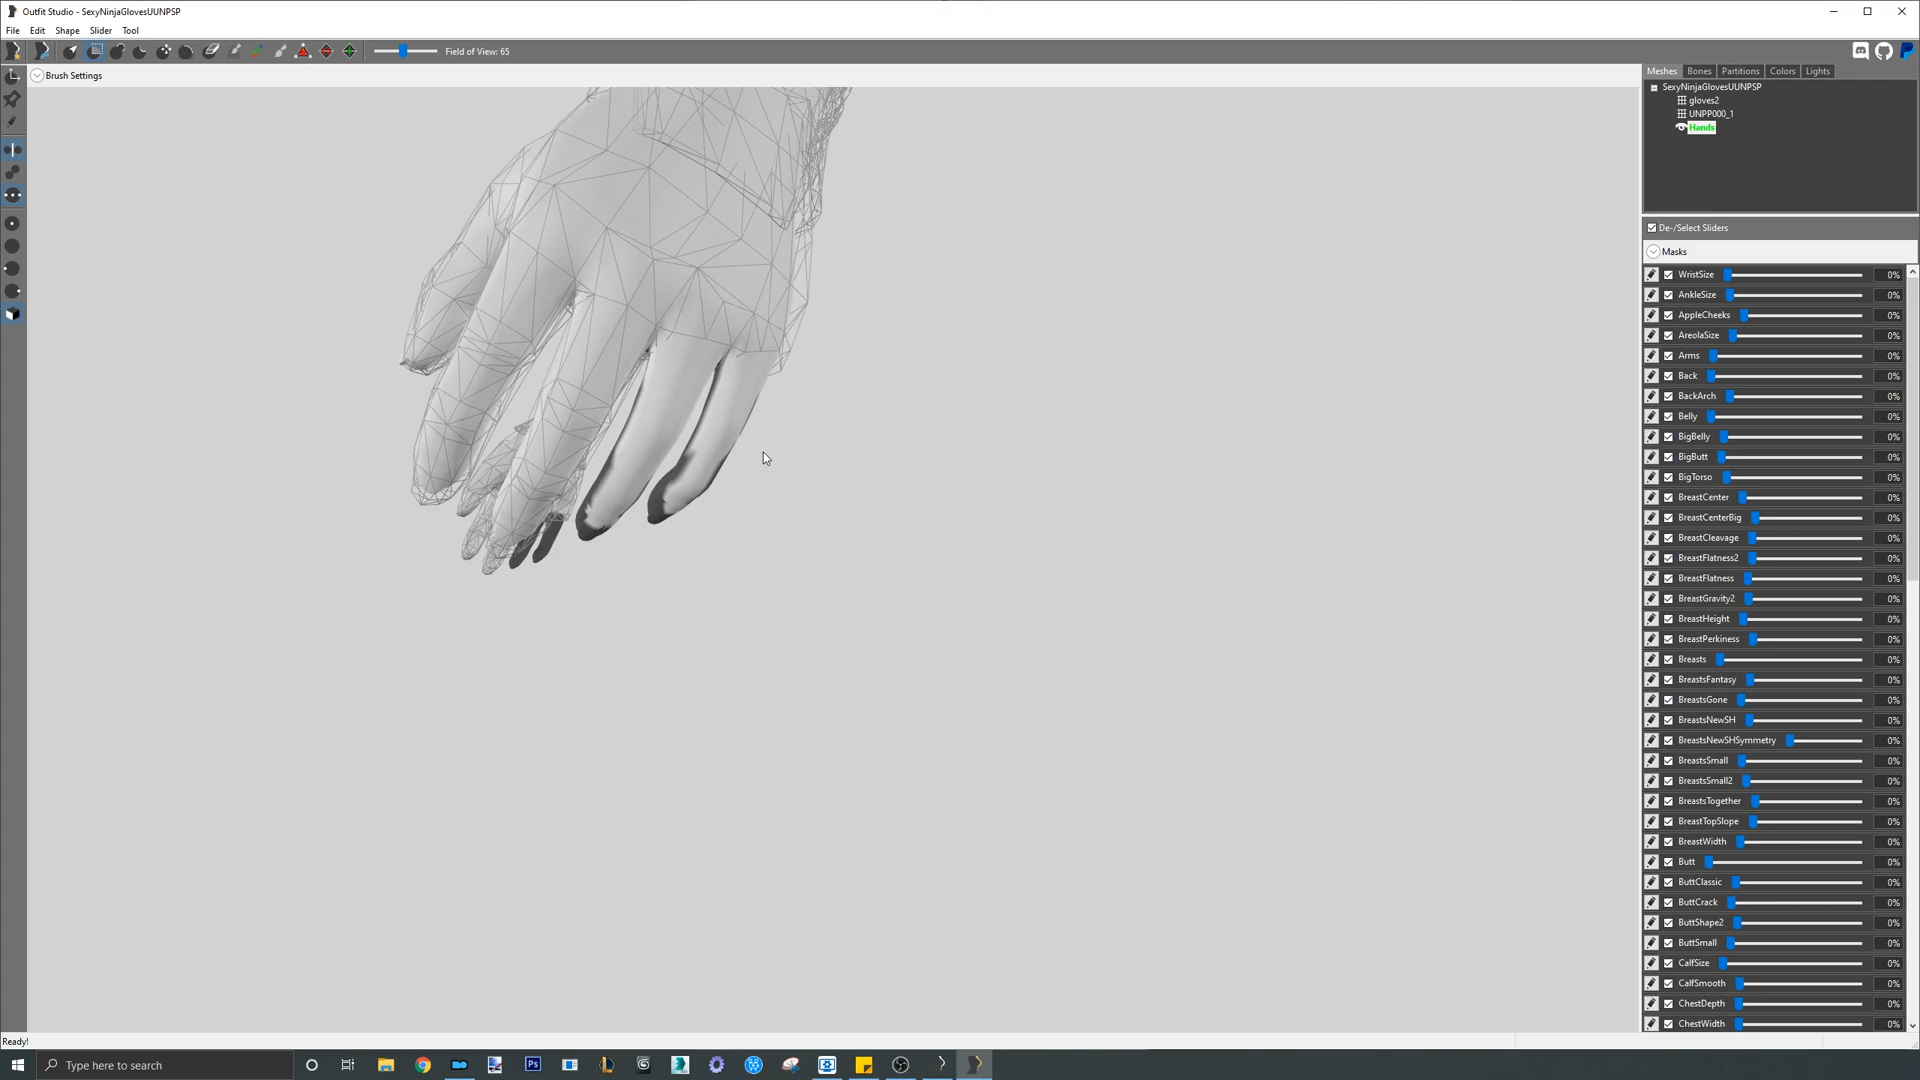 Outfit Studio - SexyNinjaGlovesUUNPSP
File Edit Shape Slider Tool
Field of View: 65
Brush Settings
Meshes Bones Partitions Colors Lights
SexyNinjaGlovesUUNPSP
gloves2
UNPP000_1
Hands
De-/Select Sliders
Masks
WristSize 0%
AnkleSize 0%
AppleCheeks 0%
AreolaSize 0%
Arms 0%
Back 0%
BackArch 0%
Belly 0%
BigBelly 0%
BigButt 0%
BigTorso 0%
BreastCenter 0%
BreastCenterBig 0%
BreastCleavage 0%
BreastFlatness2 0%
BreastFlatness 0%
BreastGravity2 0%
BreastHeight 0%
BreastPerkiness 0%
Breasts 0%
BreastsFantasy 0%
BreastsGone 0%
BreastsNewSH 0%
BreastsNewSHSymmetry 0%
BreastsSmall 0%
BreastsSmall2 0%
BreastsTogether 0%
BreastTopSlope 0%
BreastWidth 0%
Butt 0%
ButtClassic 0%
ButtCrack 0%
ButtShape2 0%
ButtSmall 0%
CalfSize 0%
CalfSmooth 0%
ChestDepth 0%
ChestWidth 0%
Ready!
Type here to search
Ps